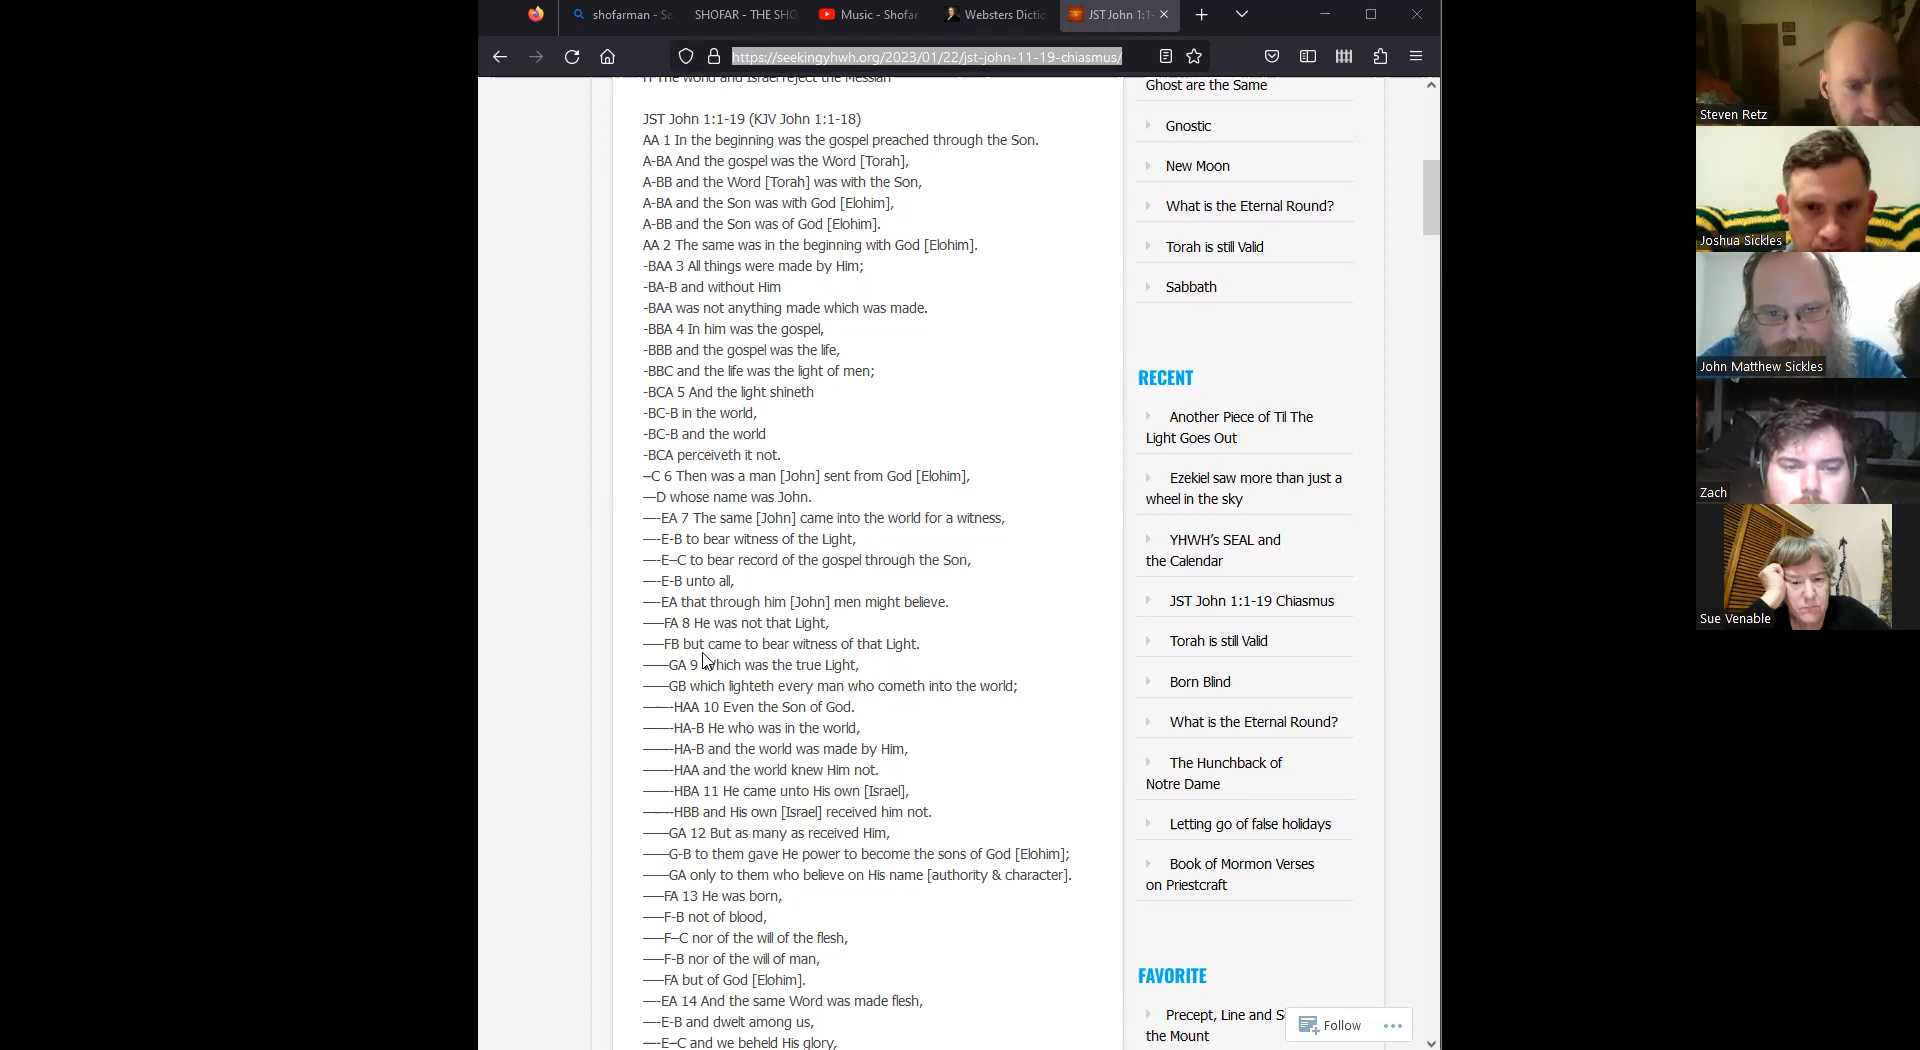 shofarman - Se
SHOFAR - THE SHO
Music - Shofar
Websters Dictio
JST John 1:1-
https://seekingyhwh.org/2023/01/22/jst-john-11-19-chiasmus/
H The world and Israel reject the Messiah
JST John 1:1-19 (KJV John 1:1-18)
AA 1 In the beginning was the gospel preached through the Son.
A-BA And the gospel was the Word [Torah],
A-BB and the Word [Torah] was with the Son,
A-BA and the Son was with God [Elohim],
A-BB and the Son was of God [Elohim].
AA 2 The same was in the beginning with God [Elohim].
-BAA 3 All things were made by Him;
-BA-B and without Him
-BAA was not anything made which was made.
-BBA 4 In him was the gospel,
-BBB and the gospel was the life,
-BBC and the life was the light of men;
-BCA 5 And the light shineth
-BC-B in the world,
-BC-B and the world
-BCA perceiveth it not.
–C 6 Then was a man [John] sent from God [Elohim],
—D whose name was John.
—-EA 7 The same [John] came into the world for a witness,
—-E-B to bear witness of the Light,
—-E–C to bear record of the gospel through the Son,
—-E-B unto all,
—-EA that through him [John] men might believe.
—–FA 8 He was not that Light,
—–FB but came to bear witness of that Light.
——GA 9 Which was the true Light,
——GB which lighteth every man who cometh into the world;
——-HAA 10 Even the Son of God.
——-HA-B He who was in the world,
——-HA-B and the world was made by Him,
——-HAA and the world knew Him not.
——-HBA 11 He came unto His own [Israel],
——-HBB and His own [Israel] received him not.
——GA 12 But as many as received Him,
——G-B to them gave He power to become the sons of God [Elohim];
——GA only to them who believe on His name [authority & character].
—–FA 13 He was born,
—–F-B not of blood,
—–F–C nor of the will of the flesh,
—–F-B nor of the will of man,
—–FA but of God [Elohim].
—-EA 14 And the same Word was made flesh,
—-E-B and dwelt among us,
—-E–C and we beheld His glory,
Ghost are the Same
Gnostic
New Moon
What is the Eternal Round?
Torah is still Valid
Sabbath
RECENT
Another Piece of Til The
Light Goes Out
Ezekiel saw more than just a
wheel in the sky
YHWH's SEAL and
the Calendar
JST John 1:1-19 Chiasmus
Torah is still Valid
Born Blind
What is the Eternal Round?
The Hunchback of
Notre Dame
Letting go of false holidays
Book of Mormon Verses
on Priestcraft
FAVORITE
Precept, Line and S
the Mount
Follow
Steven Retz
Joshua Sickles
John Matthew Sickles
Zach
Sue Venable